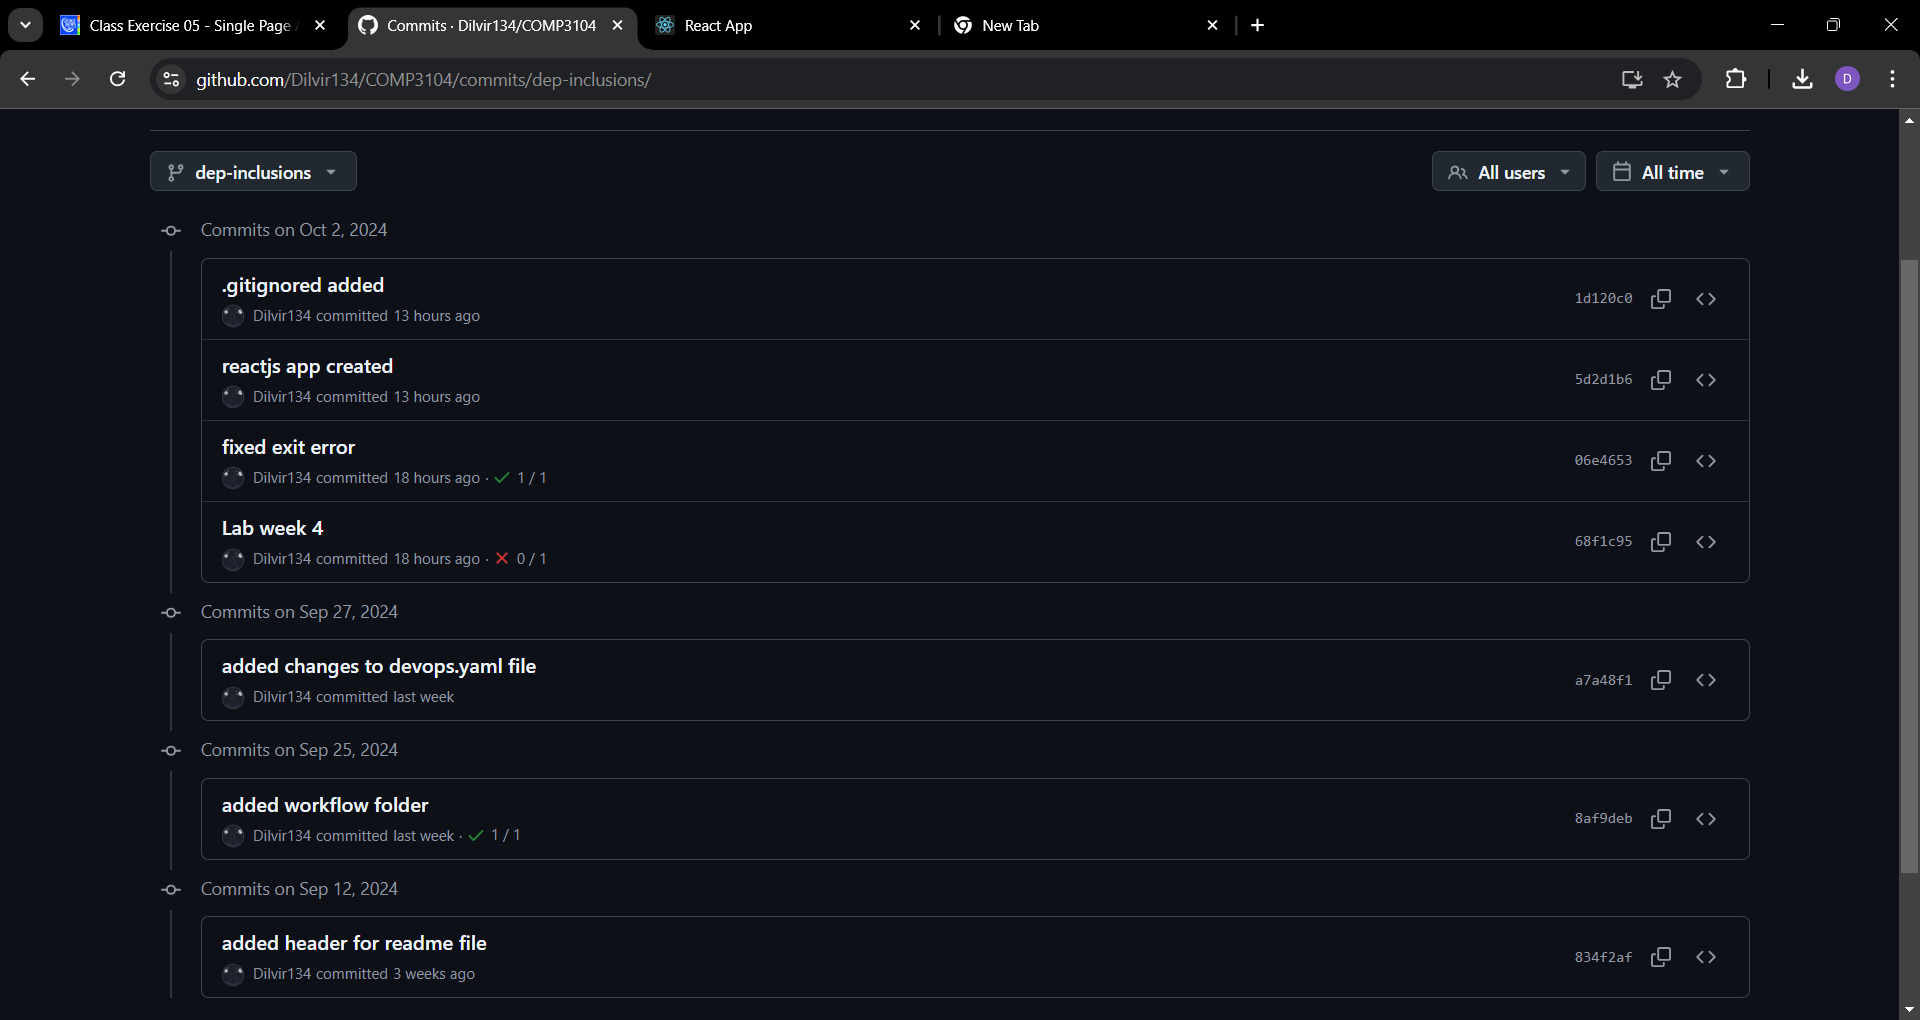 Class Exercise 05 - Single Page
Commits · Dilvir134/COMP3104
React App
New Tab
github.com/Dilvir134/COMP3104/commits/dep-inclusions/
D
dep-inclusions
All users
All time
Commits on Oct 2, 2024
.gitignored added
1d120c0
Dilvir134 committed 13 hours ago
reactjs app created
5d2d1b6
Dilvir134 committed 13 hours ago
fixed exit error
06e4653
Dilvir134 committed 18 hours ago · ✓ 1 / 1
Lab week 4
68f1c95
Dilvir134 committed 18 hours ago · ✕ 0 / 1
Commits on Sep 27, 2024
added changes to devops.yaml file
a7a48f1
Dilvir134 committed last week
Commits on Sep 25, 2024
added workflow folder
8af9deb
Dilvir134 committed last week · ✓ 1 / 1
Commits on Sep 12, 2024
added header for readme file
834f2af
Dilvir134 committed 3 weeks ago